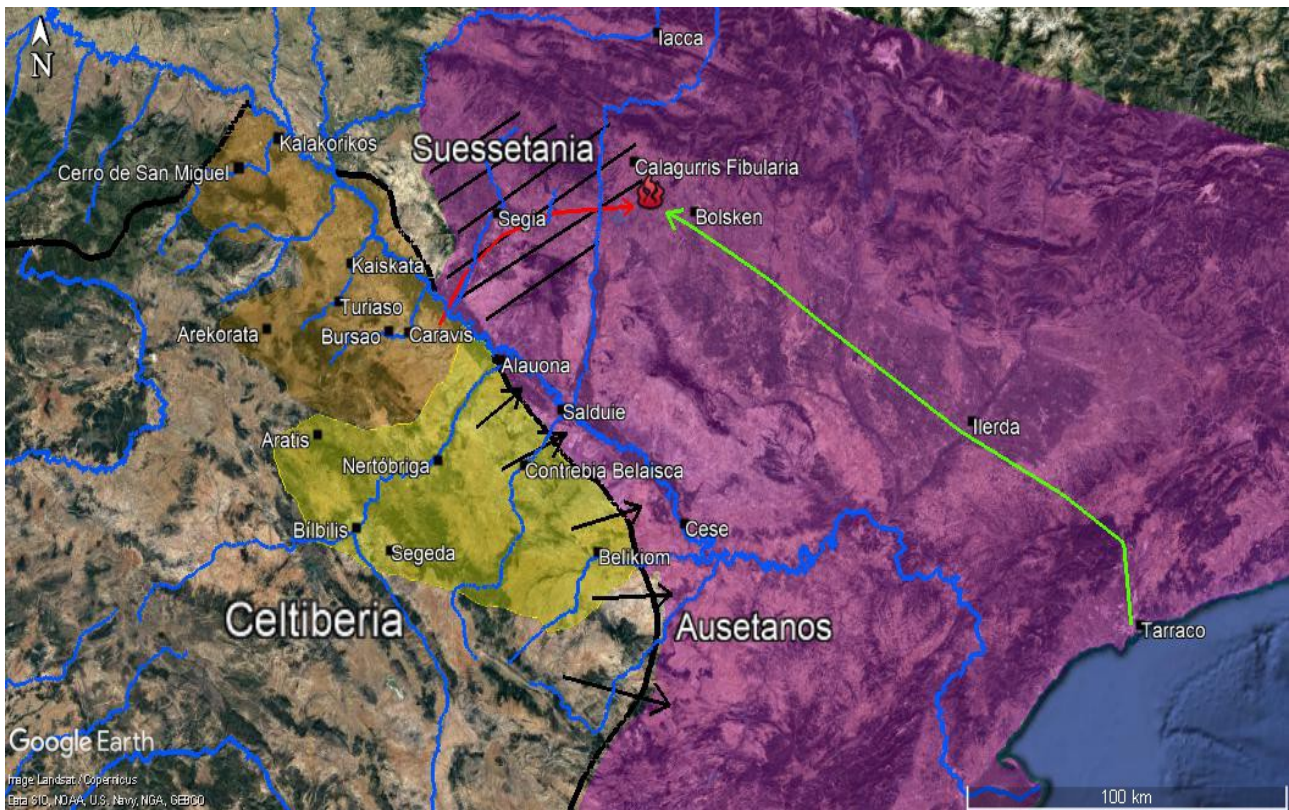 Iacca
N
Kalakorikos
Suessetania
Calagurris Fibularia
Cerro de San Miguel
Segia
Bolsken
Kaiskata
Turiaso
Arekorata
Bursao
Caravis
Alauona
Salduie
Ilerda
Aratis
Nertóbriga
Contrebia Belaisca
Bílbilis
Cese
Segeda
Belikiom
Celtiberia
Ausetanos
Tarraco
Google Earth
Image Landsat / Copernicus
Data SIO, NOAA, U.S. Navy, NGA, GEBCO
100 km